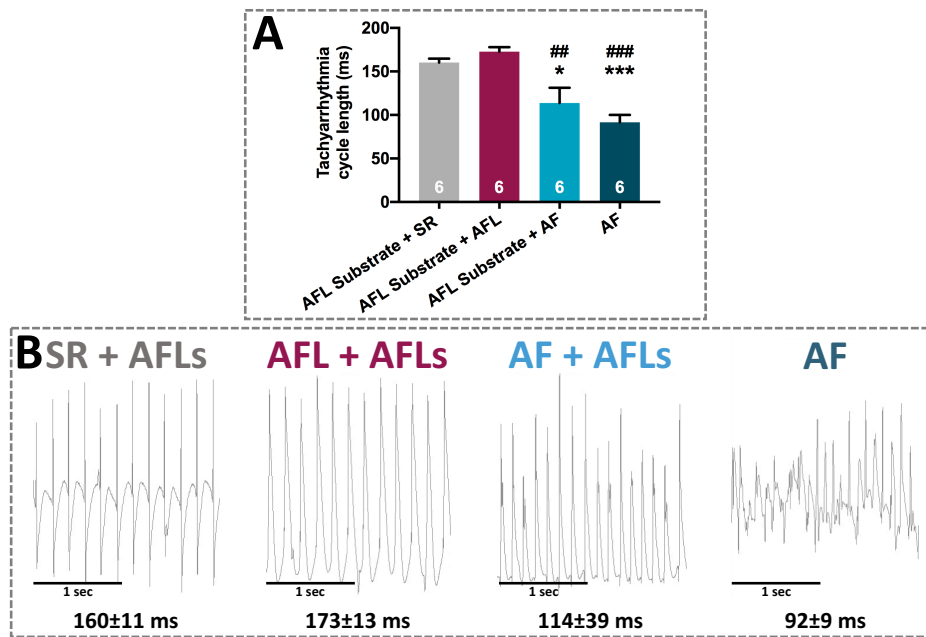 A
Tachyarrhythmia
cycle length (ms)
200
150
100
50
0
##
*
###
***
6
6
6
6
AFL Substrate + SR
AFL Substrate + AFL
AFL Substrate + AF
AF
B
SR + AFLs
AFL + AFLs
AF + AFLs
AF
1 sec
1 sec
1 sec
1 sec
160±11 ms
173±13 ms
114±39 ms
92±9 ms